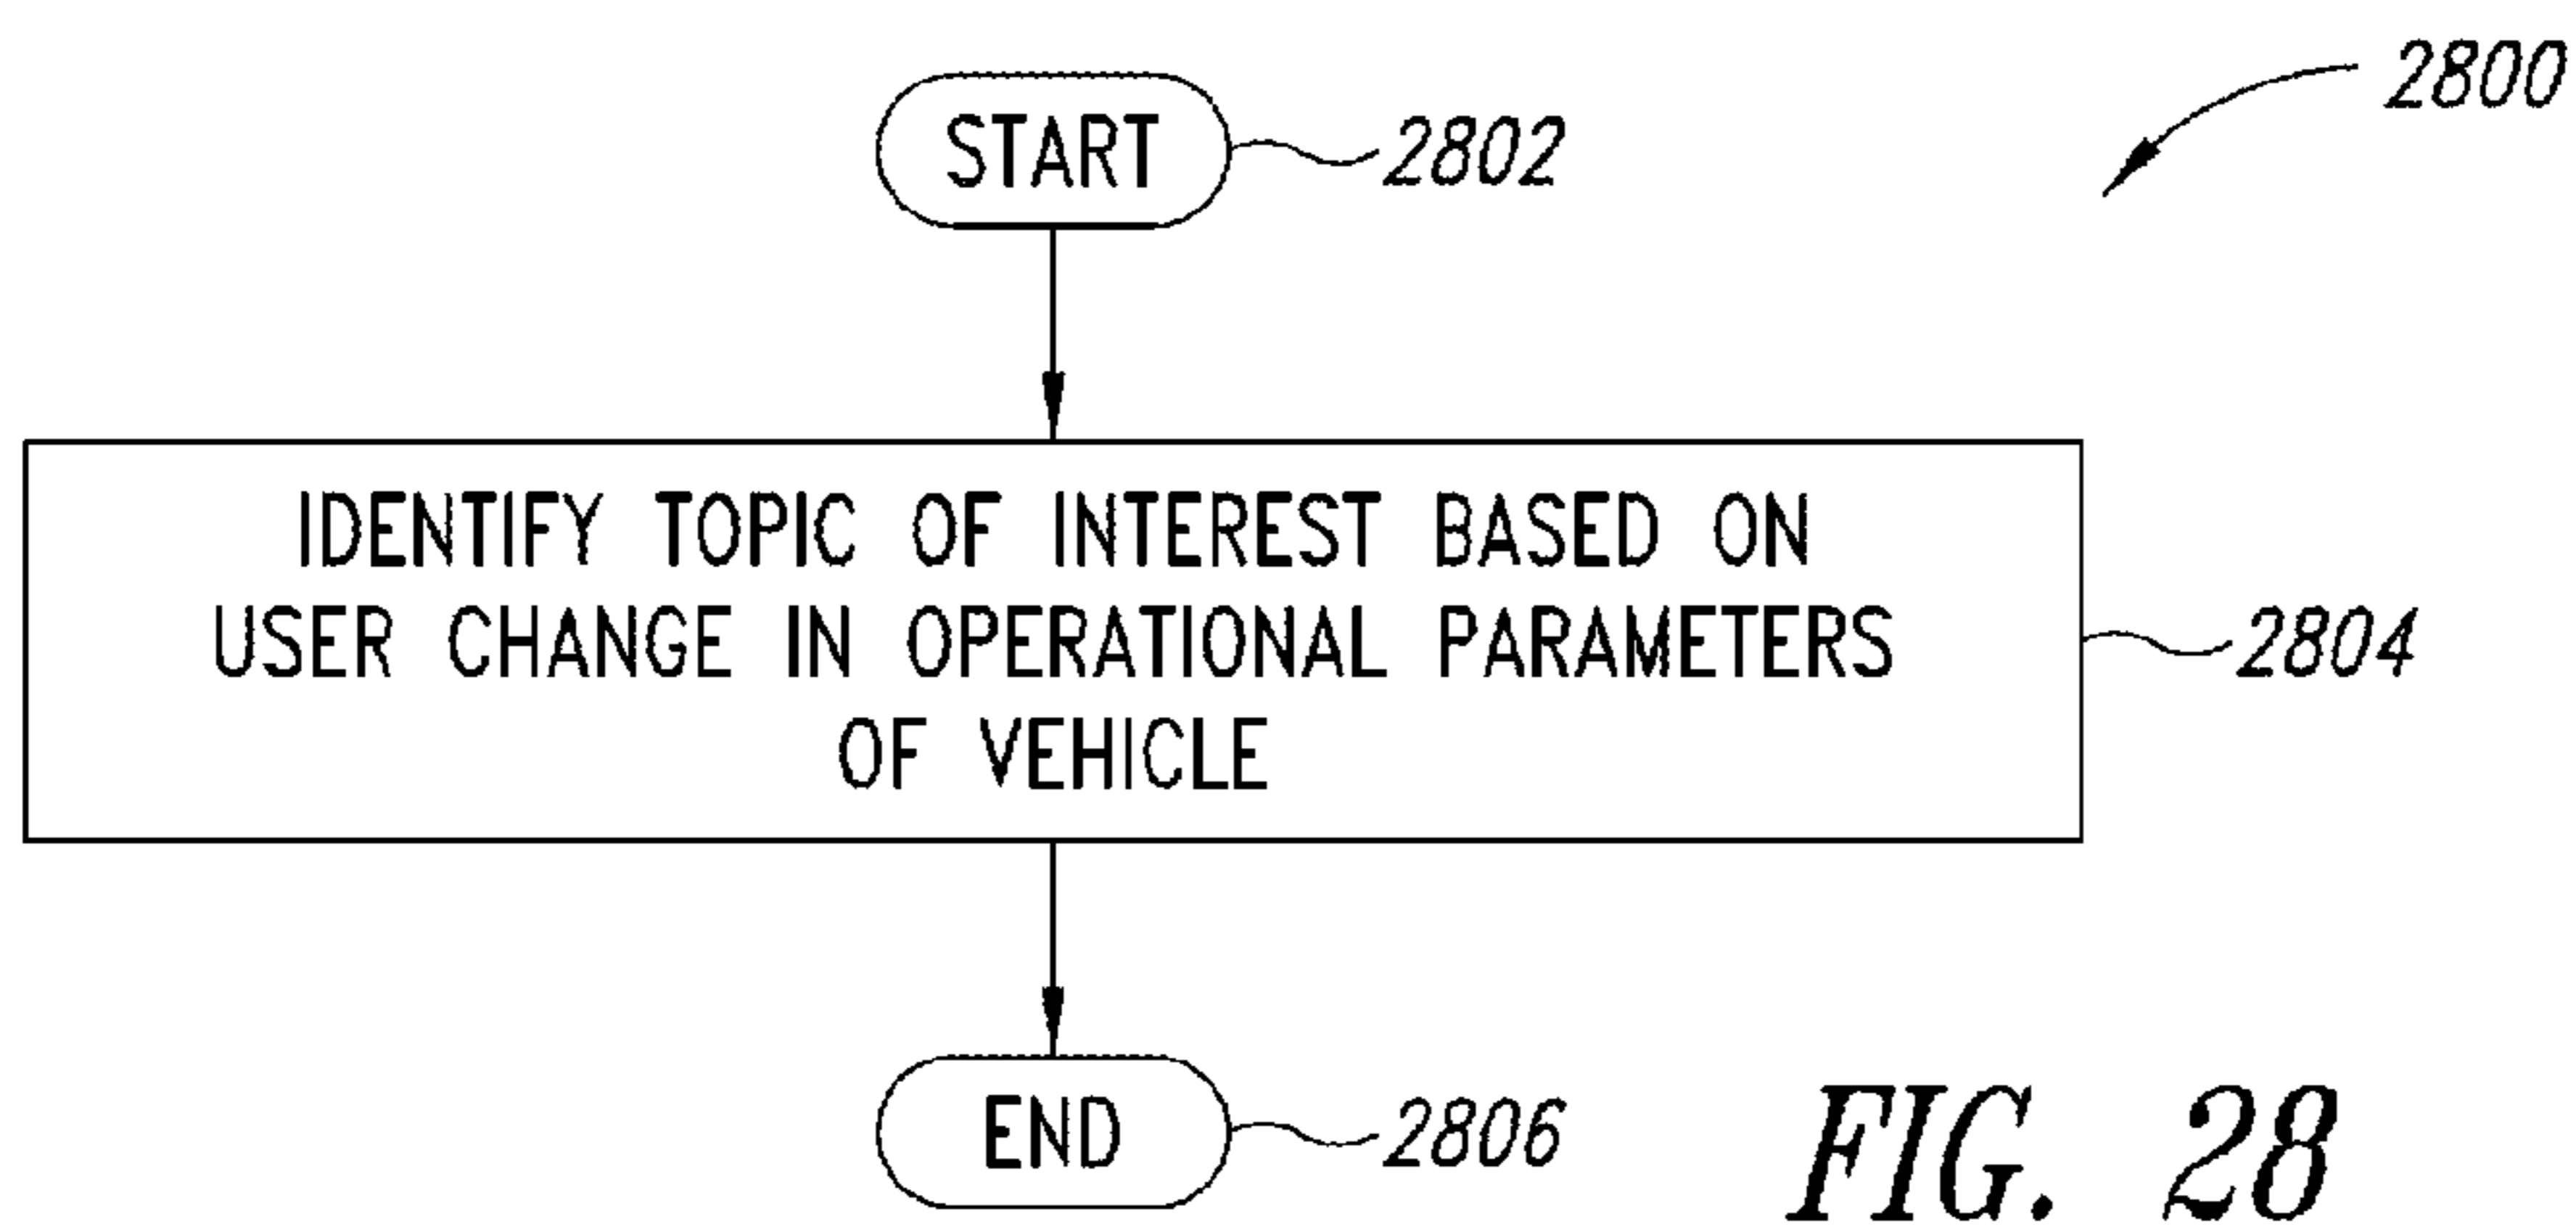 2800
START
2802
IDENTIFY TOPIC OF INTEREST BASED ON
USER CHANGE IN OPERATIONAL PARAMETERS
OF VEHICLE
2804
END
2806
FIG. 28